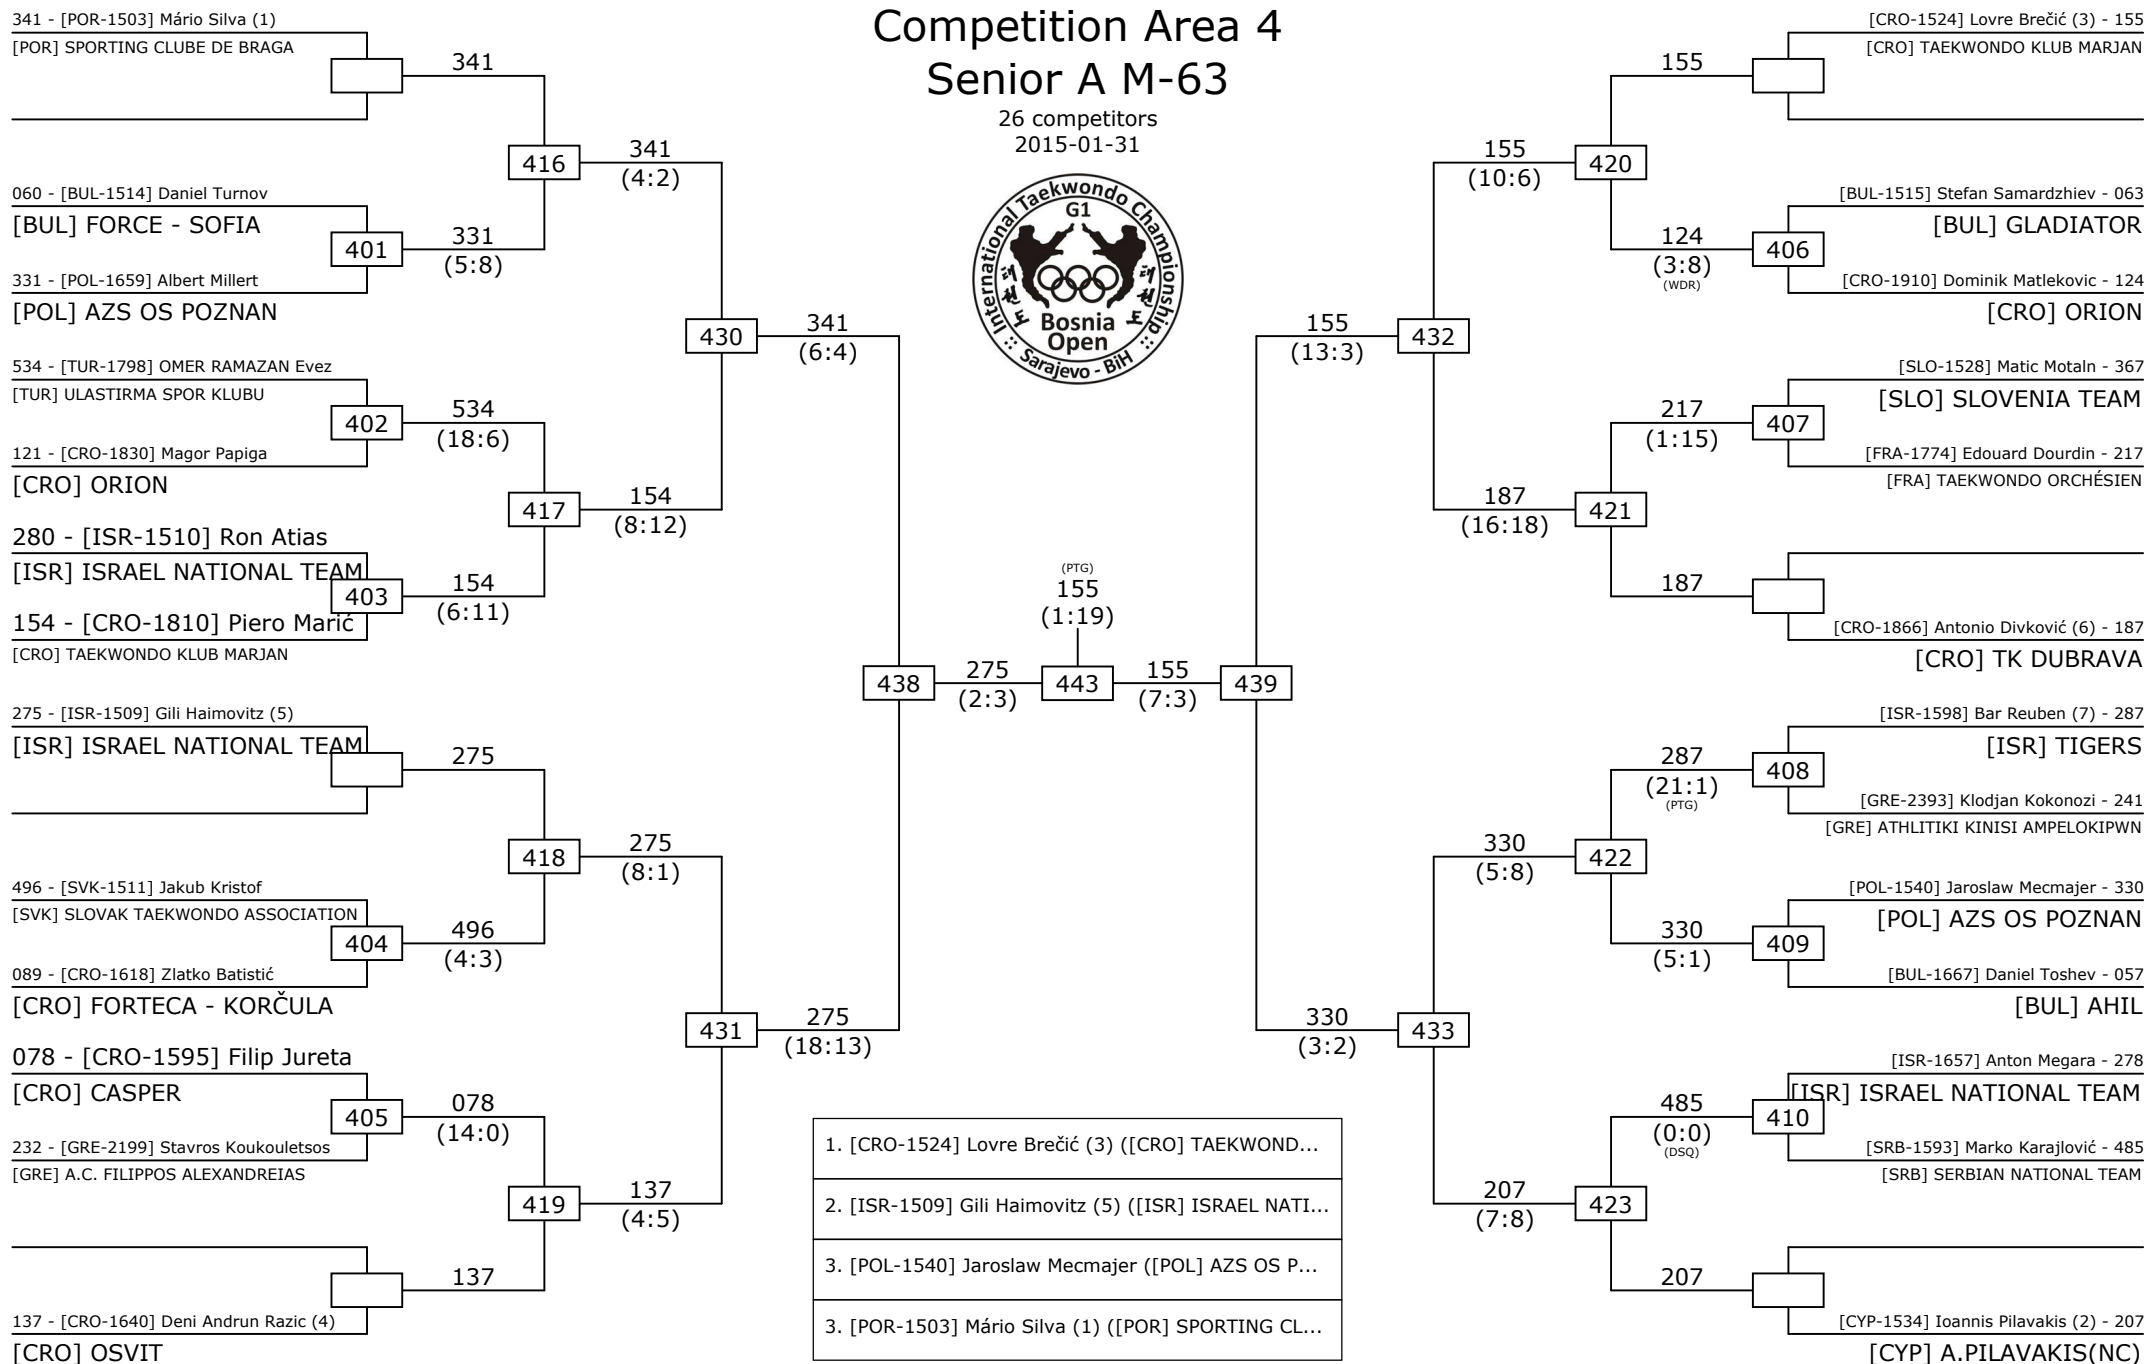 Competition Area 4
Senior A M-63
26 competitors
2015-01-31
International Taekwondo Championship
G1
Bosnia
Open
:: Sarajevo - BiH ::
341 - [POR-1503] Mário Silva (1)
[POR] SPORTING CLUBE DE BRAGA
341
416
341
(4:2)
060 - [BUL-1514] Daniel Turnov
[BUL] FORCE - SOFIA
401
331
(5:8)
331 - [POL-1659] Albert Millert
[POL] AZS OS POZNAN
430
341
(6:4)
534 - [TUR-1798] OMER RAMAZAN Evez
[TUR] ULASTIRMA SPOR KLUBU
402
534
(18:6)
121 - [CRO-1830] Magor Papiga
[CRO] ORION
417
154
(8:12)
280 - [ISR-1510] Ron Atias
[ISR] ISRAEL NATIONAL TEAM
403
154
(6:11)
154 - [CRO-1810] Piero Marić
[CRO] TAEKWONDO KLUB MARJAN
438
275
(2:3)
275 - [ISR-1509] Gili Haimovitz (5)
[ISR] ISRAEL NATIONAL TEAM
275
418
275
(8:1)
496 - [SVK-1511] Jakub Kristof
[SVK] SLOVAK TAEKWONDO ASSOCIATION
404
496
(4:3)
089 - [CRO-1618] Zlatko Batistić
[CRO] FORTECA - KORČULA
431
275
(18:13)
078 - [CRO-1595] Filip Jureta
[CRO] CASPER
405
078
(14:0)
232 - [GRE-2199] Stavros Koukouletsos
[GRE] A.C. FILIPPOS ALEXANDREIAS
419
137
(4:5)
137
137 - [CRO-1640] Deni Andrun Razic (4)
[CRO] OSVIT
(PTG)
155
(1:19)
443
155
(7:3)
439
[CRO-1524] Lovre Brečić (3) - 155
[CRO] TAEKWONDO KLUB MARJAN
155
155
(10:6)
420
[BUL-1515] Stefan Samardzhiev - 063
[BUL] GLADIATOR
124
(3:8)
(WDR)
406
[CRO-1910] Dominik Matlekovic - 124
[CRO] ORION
155
(13:3)
432
[SLO-1528] Matic Motaln - 367
[SLO] SLOVENIA TEAM
217
(1:15)
407
[FRA-1774] Edouard Dourdin - 217
[FRA] TAEKWONDO ORCHÉSIEN
187
(16:18)
421
187
[CRO-1866] Antonio Divković (6) - 187
[CRO] TK DUBRAVA
[ISR-1598] Bar Reuben (7) - 287
[ISR] TIGERS
287
(21:1)
(PTG)
408
[GRE-2393] Klodjan Kokonozi - 241
[GRE] ATHLITIKI KINISI AMPELOKIPWN
330
(5:8)
422
[POL-1540] Jaroslaw Mecmajer - 330
[POL] AZS OS POZNAN
330
(5:1)
409
[BUL-1667] Daniel Toshev - 057
[BUL] AHIL
330
(3:2)
433
[ISR-1657] Anton Megara - 278
[ISR] ISRAEL NATIONAL TEAM
485
(0:0)
(DSQ)
410
[SRB-1593] Marko Karajlović - 485
[SRB] SERBIAN NATIONAL TEAM
207
(7:8)
423
207
[CYP-1534] Ioannis Pilavakis (2) - 207
[CYP] A.PILAVAKIS(NC)
1. [CRO-1524] Lovre Brečić (3) ([CRO] TAEKWOND...
2. [ISR-1509] Gili Haimovitz (5) ([ISR] ISRAEL NATI...
3. [POL-1540] Jaroslaw Mecmajer ([POL] AZS OS P...
3. [POR-1503] Mário Silva (1) ([POR] SPORTING CL...